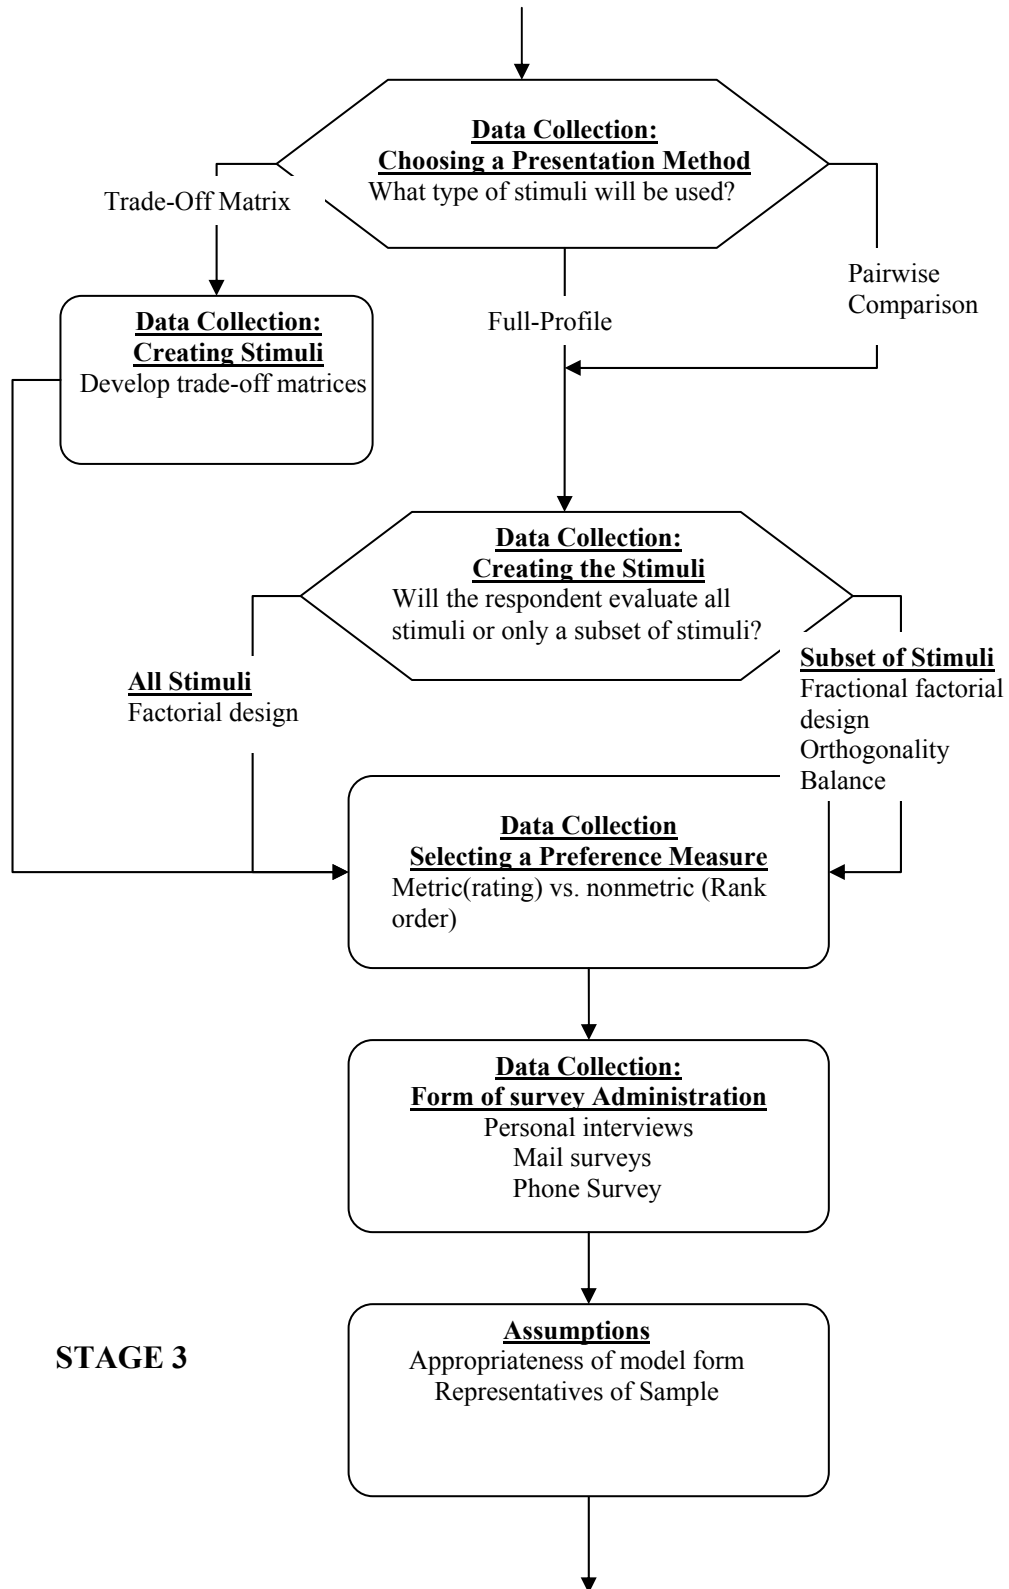 Data Collection:
Choosing a Presentation Method
What type of stimuli will be used?
Trade-Off Matrix
Pairwise
Comparison
Full-Profile
Data Collection:
Creating Stimuli
Develop trade-off matrices
Data Collection:
Creating the Stimuli
Will the respondent evaluate all
stimuli or only a subset of stimuli?
All Stimuli
Factorial design
Subset of Stimuli
Fractional factorial
design
Orthogonality
Balance
Data Collection
Selecting a Preference Measure
Metric(rating) vs. nonmetric (Rank
order)
Data Collection:
Form of survey Administration
Personal interviews
Mail surveys
Phone Survey
STAGE 3
Assumptions
Appropriateness of model form
Representatives of Sample